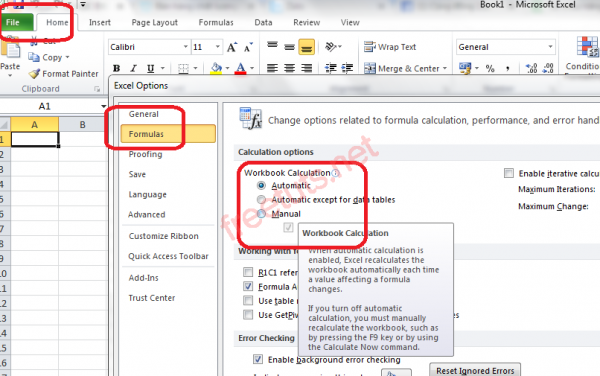 Book1 - Microsoft Excel
File Home Insert Page Layout Formulas Data Review View
Cut
Copy
Format Painter
Clipboard
Calibri 11
B I U
Wrap Text
Merge & Center
General
$ % ,
Condition
A1
Excel Options
A B
1
2
3
4
5
6
7
8
9
10
11
12
13
14
15
16
17
General
Formulas
Proofing
Save
Language
Advanced
Customize Ribbon
Quick Access Toolbar
Add-Ins
Trust Center
fx
Change options related to formula calculation, performance, and error hand
Calculation options
Workbook Calculation
Automatic
Automatic except for data tables
Manual
Enable iterative calcu
Maximum Iterations:
Maximum Change:
Workbook Calculation
When automatic calculation is
enabled, Excel recalculates the
workbook automatically each time
a value affecting a formula
changes.
If you turn off automatic
calculation, you must manually
recalculate the workbook, such as
by pressing the F9 key or by using
the Calculate Now command.
Working with fo
R1C1 refer
Formula A
Use table n
Use GetPiv
Error Checking
Enable background error checking
Reset Ignored Errors
freetuts.net